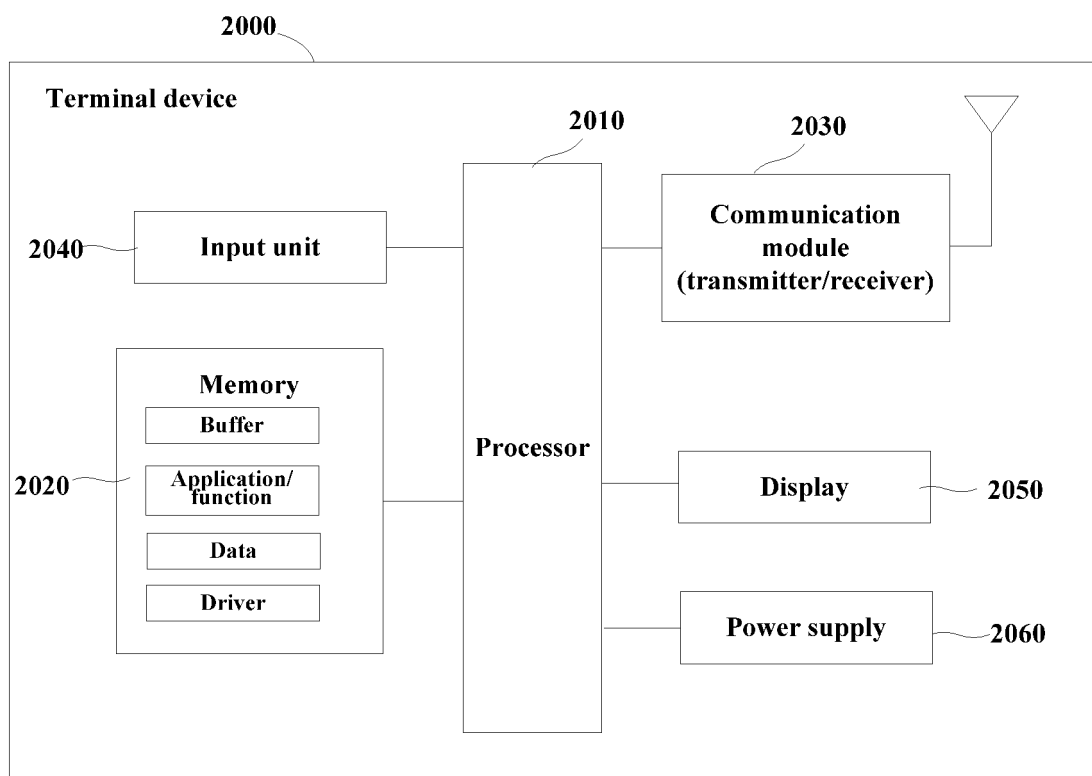 2000
Terminal device
2010
2030
Communication
module
(transmitter/receiver)
2040
Input unit
Memory
Buffer
Application/
function
Data
Driver
2020
Processor
Display
2050
Power supply
2060